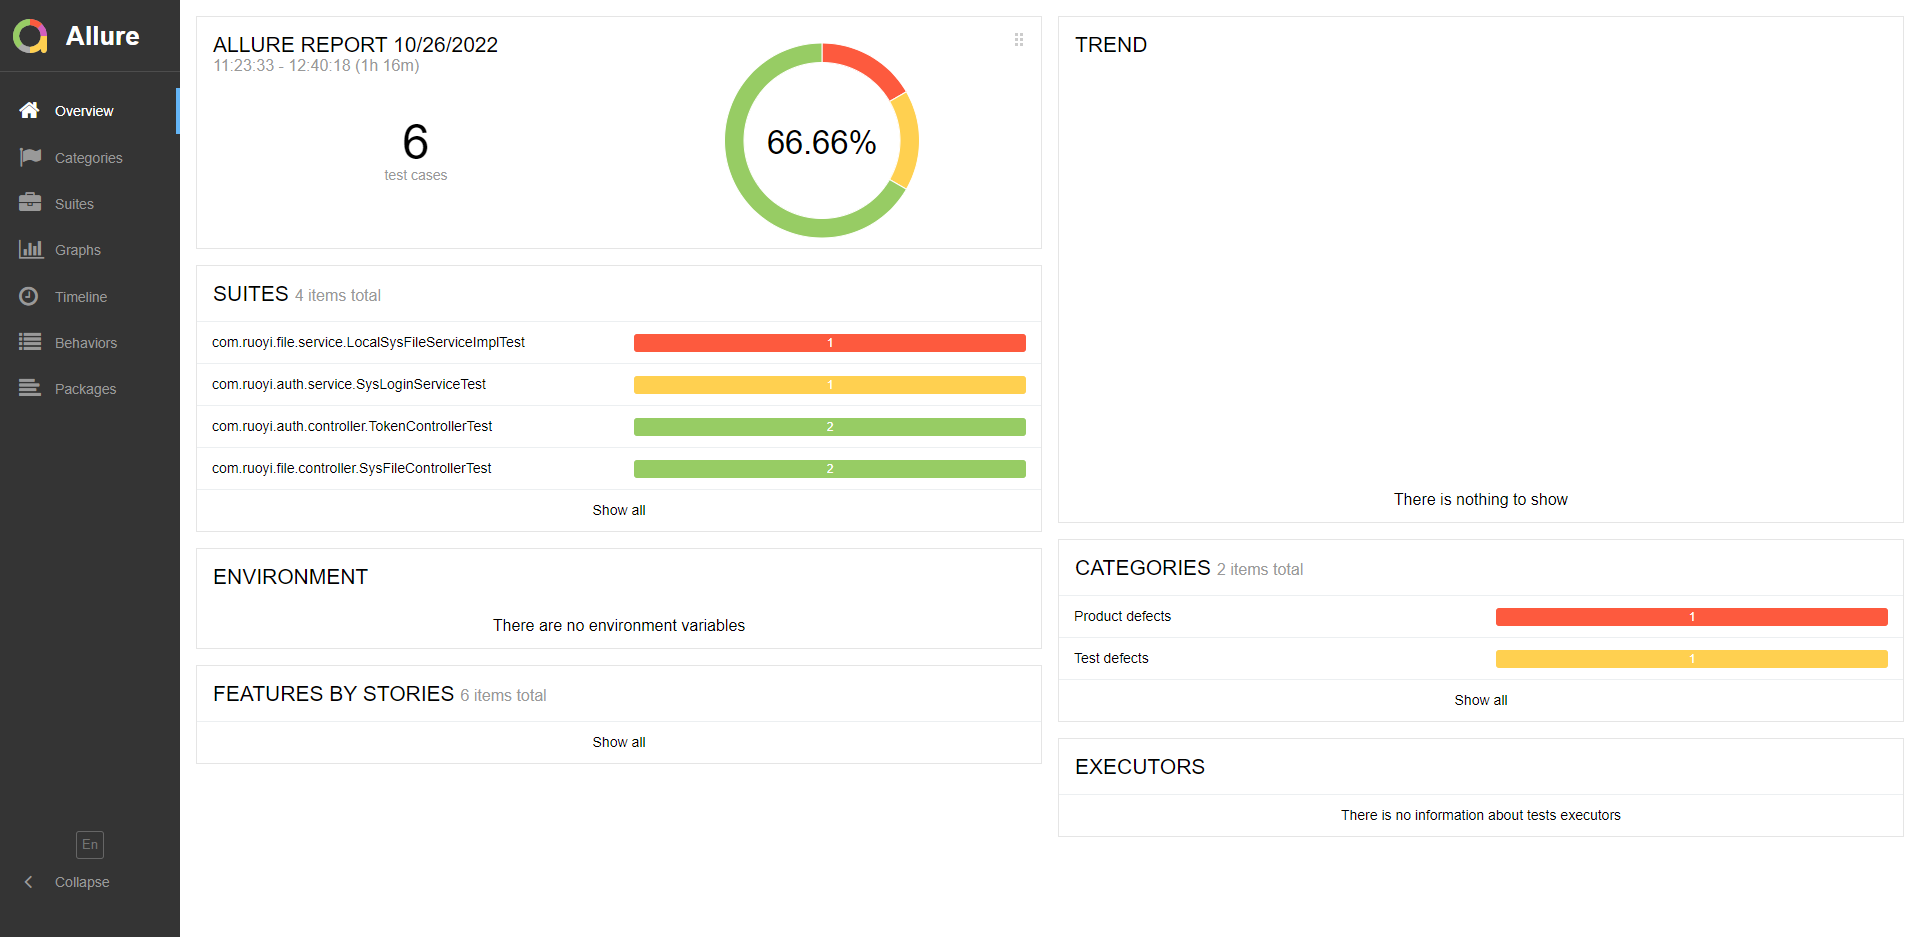 Allure
Overview
Categories
Suites
Graphs
Timeline
Behaviors
Packages
En
Collapse
ALLURE REPORT 10/26/2022
11:23:33 - 12:40:18 (1h 16m)
6
test cases
66.66%
SUITES 4 items total
com.ruoyi.file.service.LocalSysFileServiceImplTest 1
com.ruoyi.auth.service.SysLoginServiceTest 1
com.ruoyi.auth.controller.TokenControllerTest 2
com.ruoyi.file.controller.SysFileControllerTest 2
Show all
ENVIRONMENT
There are no environment variables
FEATURES BY STORIES 6 items total
Show all
TREND
There is nothing to show
CATEGORIES 2 items total
Product defects 1
Test defects 1
Show all
EXECUTORS
There is no information about tests executors